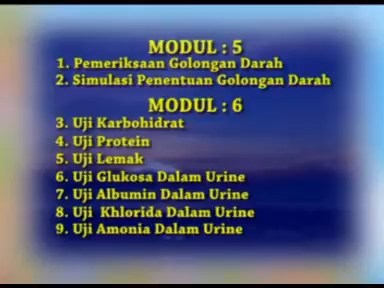 MODUL : 5
1. Pemeriksaan Golongan Darah
2. Simulasi Penentuan Golongan Darah
MODUL : 6
3. Uji Karbohidrat
4. Uji Protein
5. Uji Lemak
6. Uji Glukosa Dalam Urine
7. Uji Albumin Dalam Urine
8. Uji Khlorida Dalam Urine
9. Uji Amonia Dalam Urine